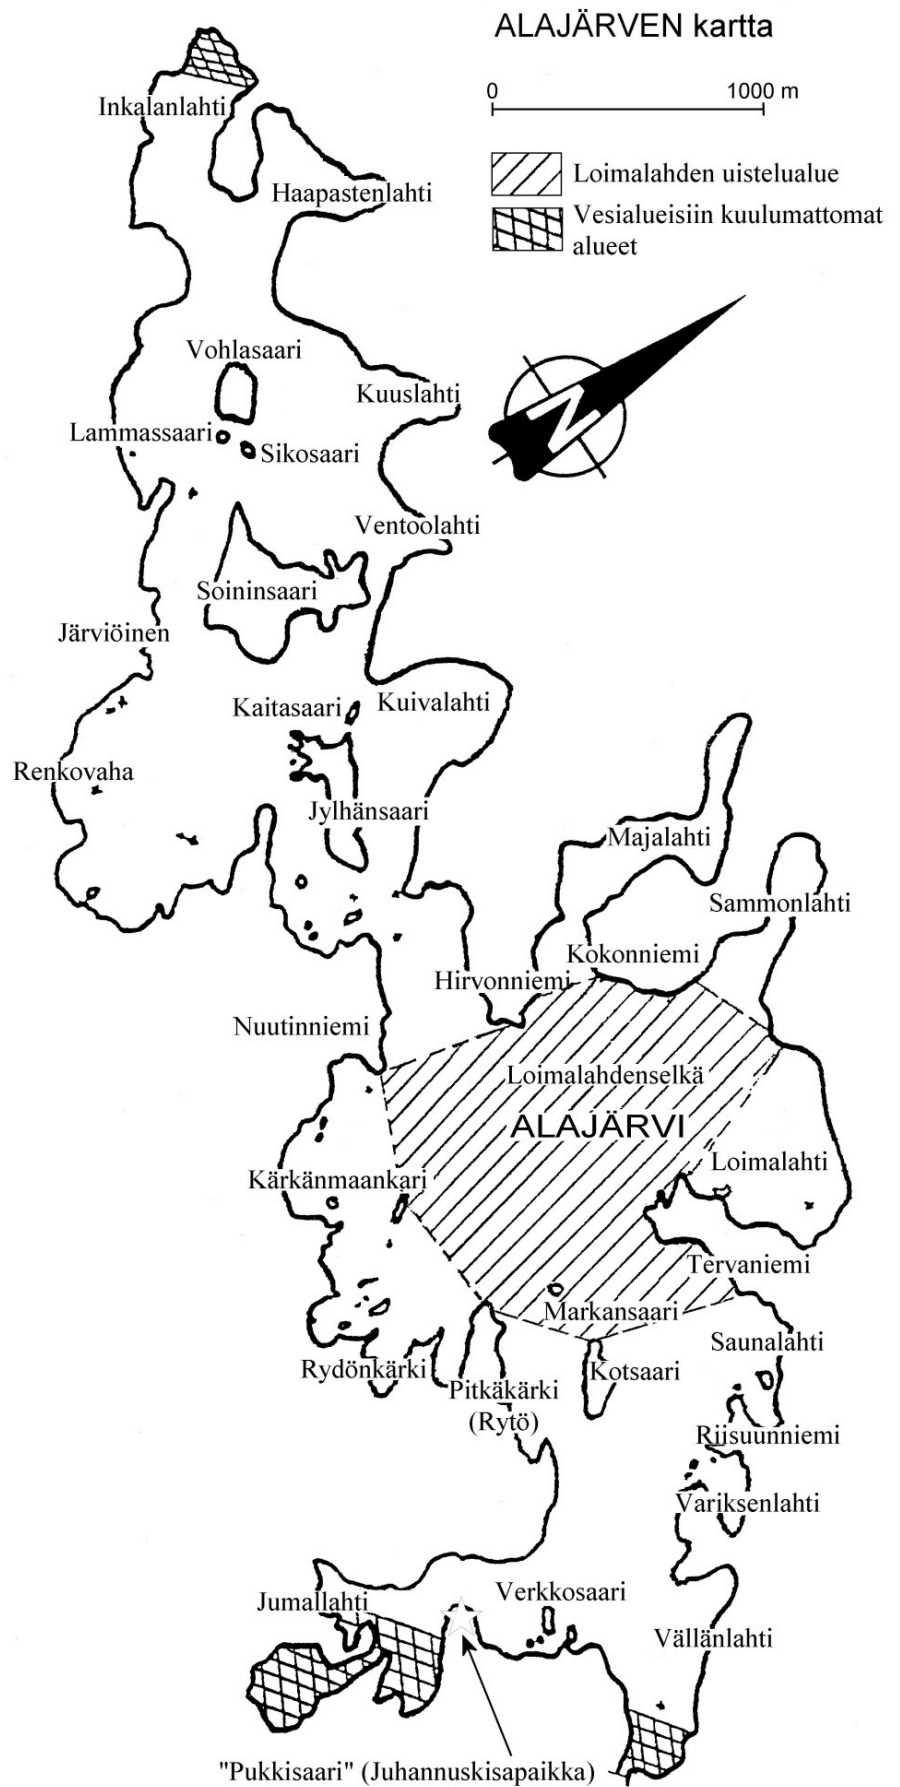 ALAJÄRVEN kartta
0 1000 m
Loimalahden uistelualue
Vesialueisiin kuulumattomat
alueet
N
Inkalanlahti
Haapastenlahti
Vohlasaari
Kuuslahti
Lammassaari
Sikosaari
Ventoolahti
Soininsaari
Järviöinen
Kaitasaari
Kuivalahti
Renkovaha
Jylhänsaari
Majalahti
Sammonlahti
Kokonniemi
Hirvonniemi
Nuutinniemi
Loimalahdenselkä
ALAJÄRVI
Loimalahti
Kärkänmaankari
Tervaniemi
Markansaari
Saunalahti
Rydönkärki
Kotsaari
Pitkäkärki
(Rytö)
Riisuunniemi
Variksenlahti
Verkkosaari
Jumallahti
Vällänlahti
"Pukkisaari" (Juhannuskisapaikka)